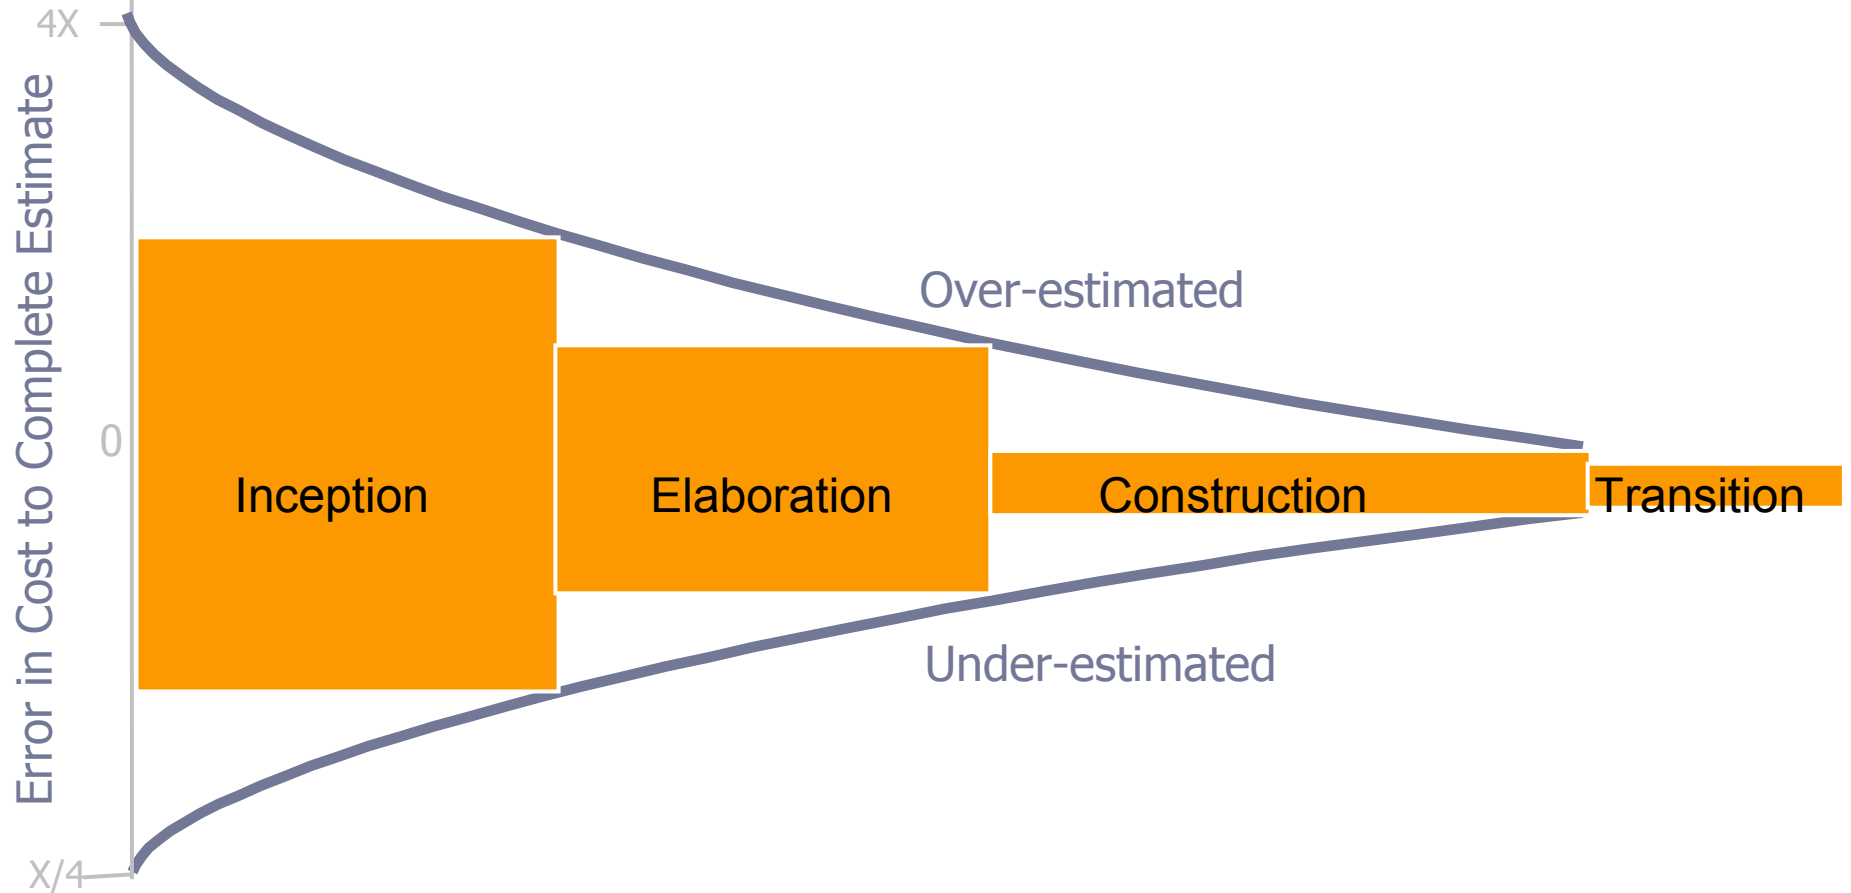 4X
Error in Cost to Complete Estimate
Over-estimated
0
Inception
Elaboration
Construction
Transition
Under-estimated
X/4